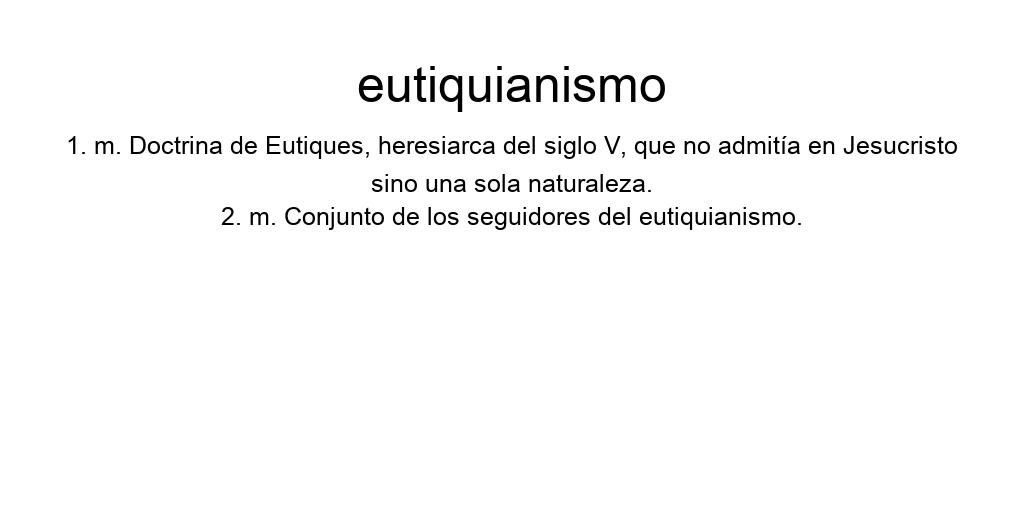 eutiquianismo
1. m. Doctrina de Eutiques, heresiarca del siglo V, que no admitía en Jesucristo
sino una sola naturaleza.
2. m. Conjunto de los seguidores del eutiquianismo.